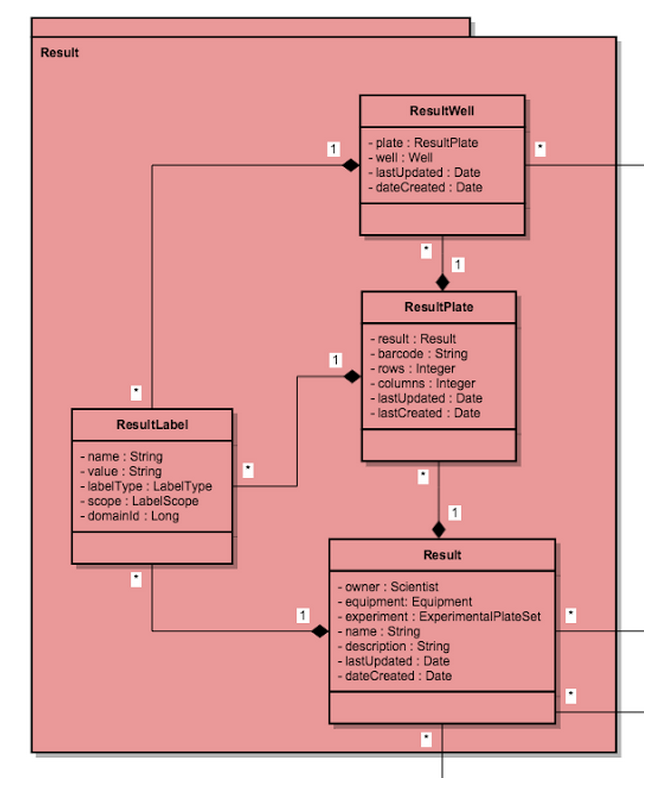 Result
ResultWell
- plate : ResultPlate
- well : Well
- lastUpdated : Date
- dateCreated : Date
1
*
*
1
ResultPlate
- result : Result
- barcode : String
- rows : Integer
- columns : Integer
- lastUpdated : Date
- lastCreated : Date
1
*
ResultLabel
- name : String
- value : String
- labelType : LabelType
- scope : LabelScope
- domainId : Long
*
*
1
*
1
Result
- owner : Scientist
- equipment: Equipment
- experiment : ExperimentalPlateSet
- name : String
- description : String
- lastUpdated : Date
- dateCreated : Date
*
*
*